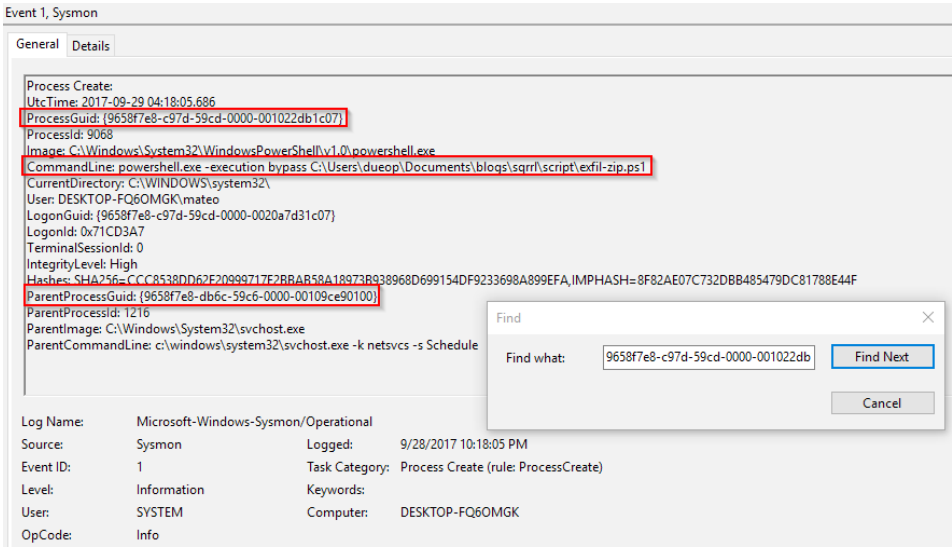 Event 1, Sysmon
General Details
Process Create:
UtcTime: 2017-09-29 04:18:05.686
ProcessGuid: {9658f7e8-c97d-59cd-0000-001022db1c07}
ProcessId: 9068
Image: C:\Windows\System32\WindowsPowerShell\v1.0\powershell.exe
CommandLine: powershell.exe -execution bypass C:\Users\dueop\Documents\blogs\sqrrl\script\exfil-zip.ps1
CurrentDirectory: C:\WINDOWS\system32\
User: DESKTOP-FQ6OMGK\mateo
LogonGuid: {9658f7e8-c97d-59cd-0000-0020a7d31c07}
LogonId: 0x71CD3A7
TerminalSessionId: 0
IntegrityLevel: High
Hashes: SHA256=CCC8538DD62F20999717F2BBAB58A18973B938968D699154DF9233698A899EFA,IMPHASH=8F82AE07C732DBB485479DC81788E44F
ParentProcessGuid: {9658f7e8-db6c-59c6-0000-00109ce90100}
ParentProcessId: 1216
ParentImage: C:\Windows\System32\svchost.exe
ParentCommandLine: c:\windows\system32\svchost.exe -k netsvcs -s Schedule
Find
Find what: 9658f7e8-c97d-59cd-0000-001022db Find Next
Cancel
Log Name: Microsoft-Windows-Sysmon/Operational
Source: Sysmon Logged: 9/28/2017 10:18:05 PM
Event ID: 1 Task Category: Process Create (rule: ProcessCreate)
Level: Information Keywords:
User: SYSTEM Computer: DESKTOP-FQ6OMGK
OpCode: Info